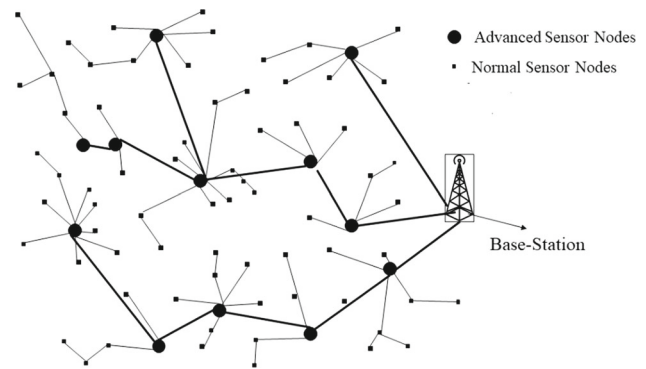 Advanced Sensor Nodes
Normal Sensor Nodes
Base-Station